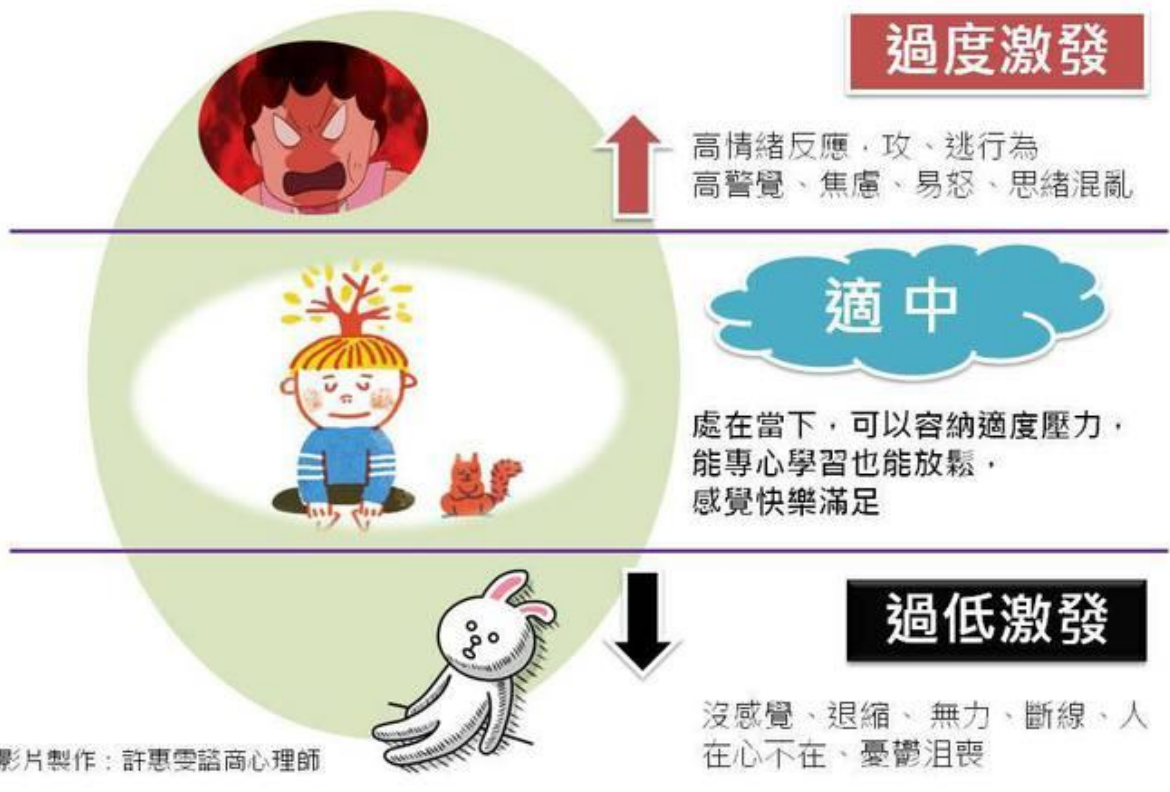 過度激發
高情緒反應，攻、逃行為
高警覺、焦慮、易怒、思緒混亂
適中
處在當下，可以容納適度壓力，
能專心學習也能放鬆，
感覺快樂滿足
過低激發
沒感覺、退縮、無力、斷線、人
在心不在、憂鬱沮喪
影片製作：許惠雯諮商心理師